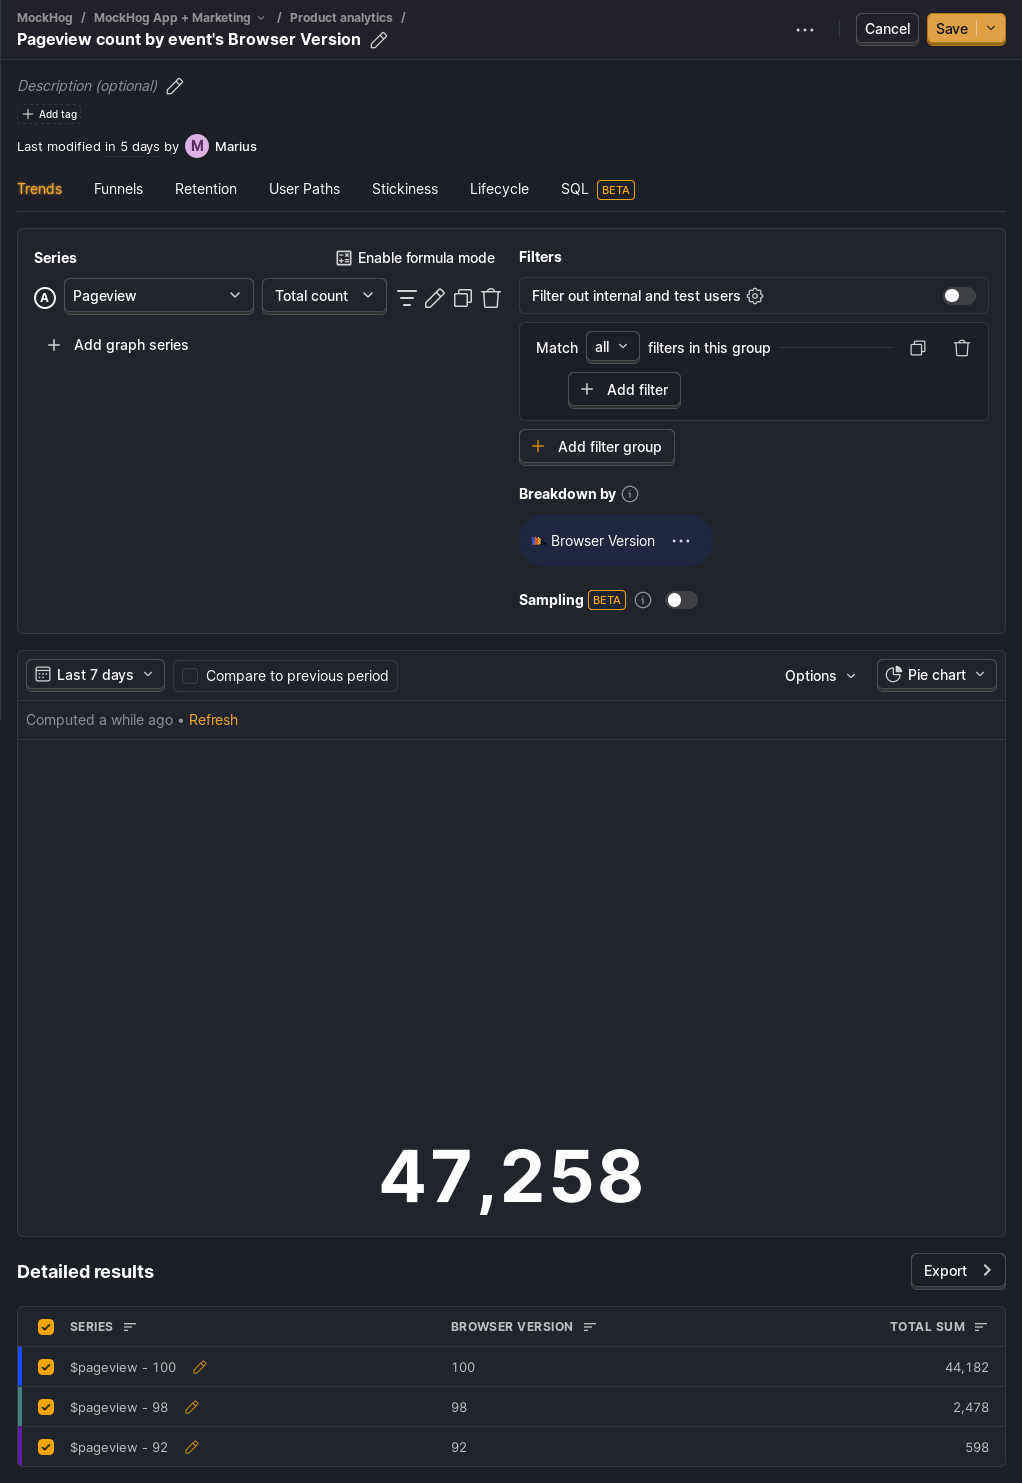 MockHog / MockHog App + Marketing / Product analytics /
Pageview count by event's Browser Version
Cancel
Save
Description (optional)
Add tag
Last modified in 5 days by M Marius
Trends Funnels Retention User Paths Stickiness Lifecycle SQL BETA
Series
Enable formula mode
A Pageview Total count
Add graph series
Filters
Filter out internal and test users
Match all filters in this group
Add filter
Add filter group
Breakdown by
Browser Version
Sampling BETA
Last 7 days Compare to previous period Options Pie chart
Computed a while ago • Refresh
47,258
Detailed results
Export
SERIES BROWSER VERSION TOTAL SUM
$pageview - 100 100 44,182
$pageview - 98 98 2,478
$pageview - 92 92 598